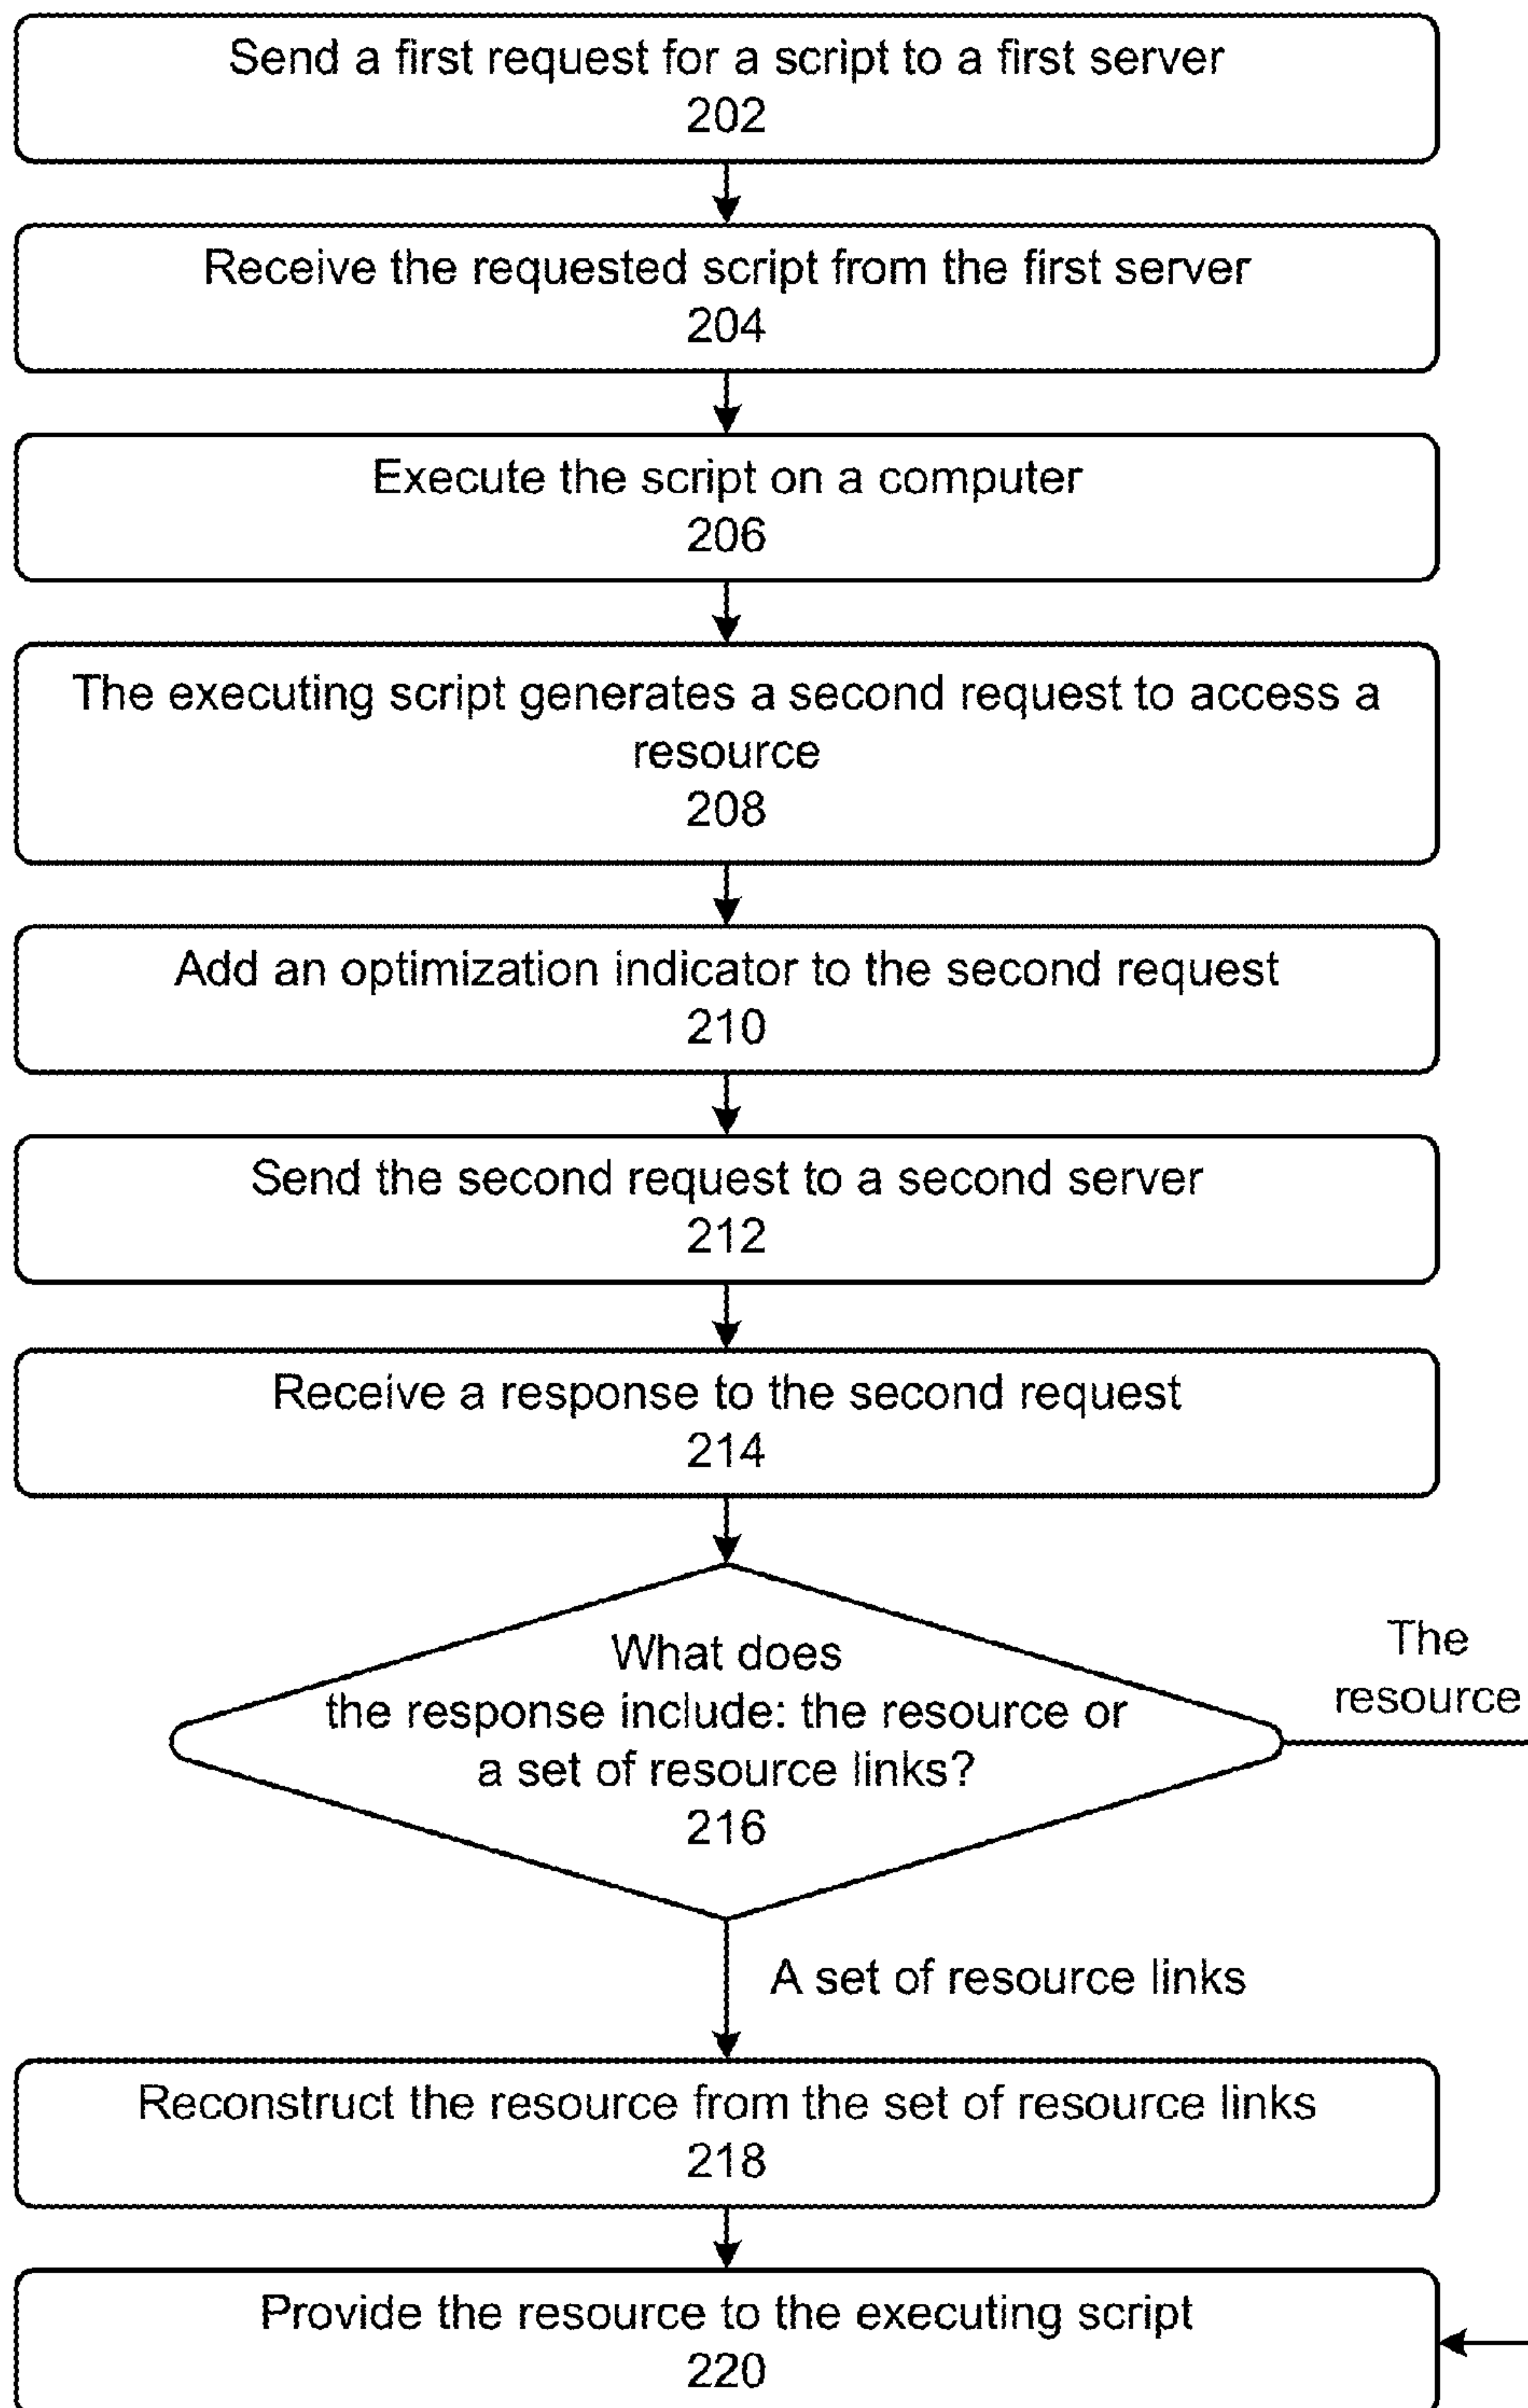 Send a first request for a script to a first server
202
Receive the requested script from the first server
204
Execute the script on a computer
206
The executing script generates a second request to access a
resource
208
Add an optimization indicator to the second request
210
Send the second request to a second server
212
Receive a response to the second request
214
What does
the response include: the resource or
a set of resource links?
216
The
resource
A set of resource links
Reconstruct the resource from the set of resource links
218
Provide the resource to the executing script
220